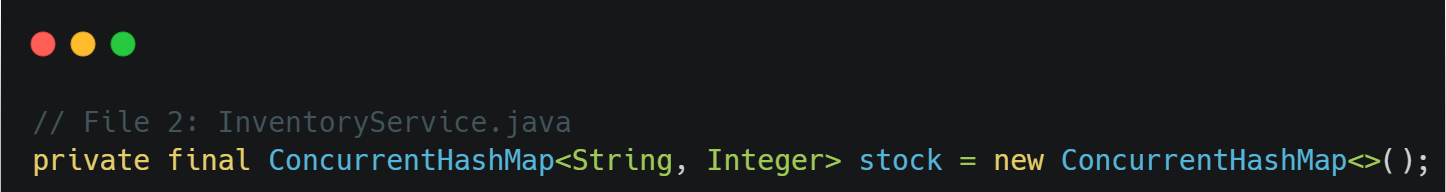 // File 2: InventoryService.java
private final ConcurrentHashMap<String, Integer> stock = new ConcurrentHashMap<>();